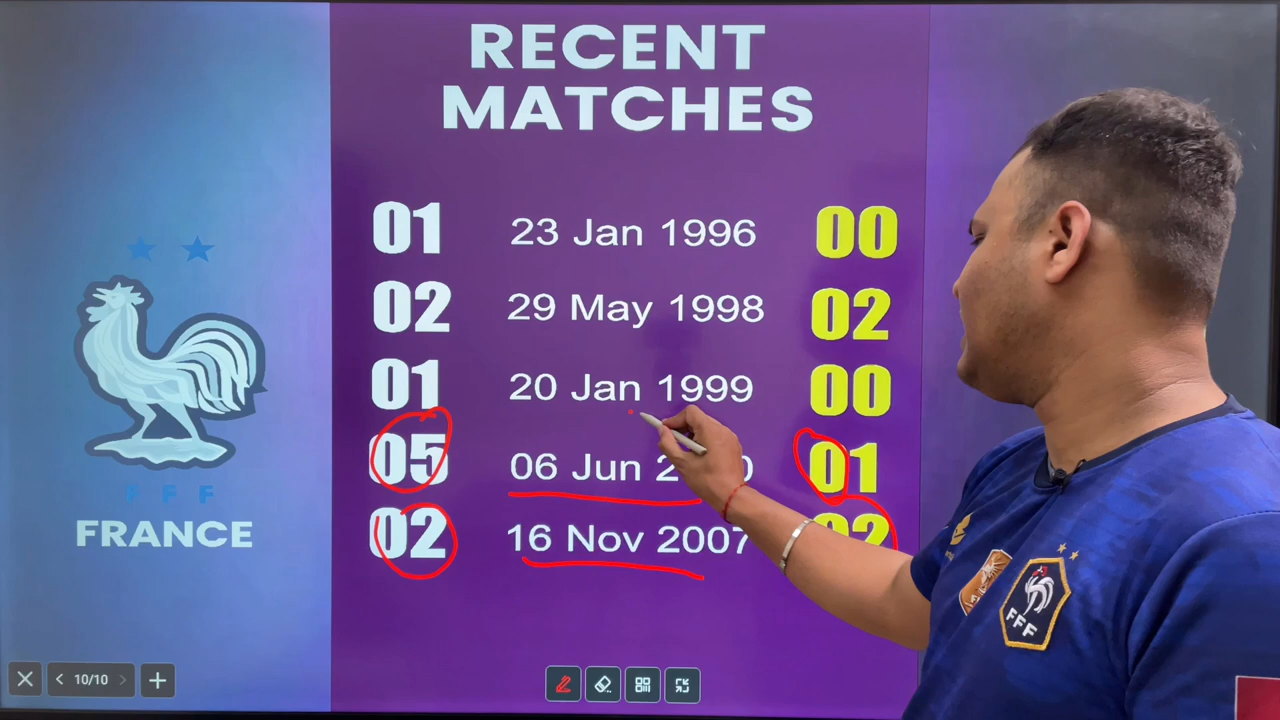 RECENT
MATCHES
01 23 Jan 1996 00
02 29 May 1998 02
01 20 Jan 1999 00
05 06 Jun 01
02 16 Nov 2007 02
FFF
FRANCE
10/10
FFF